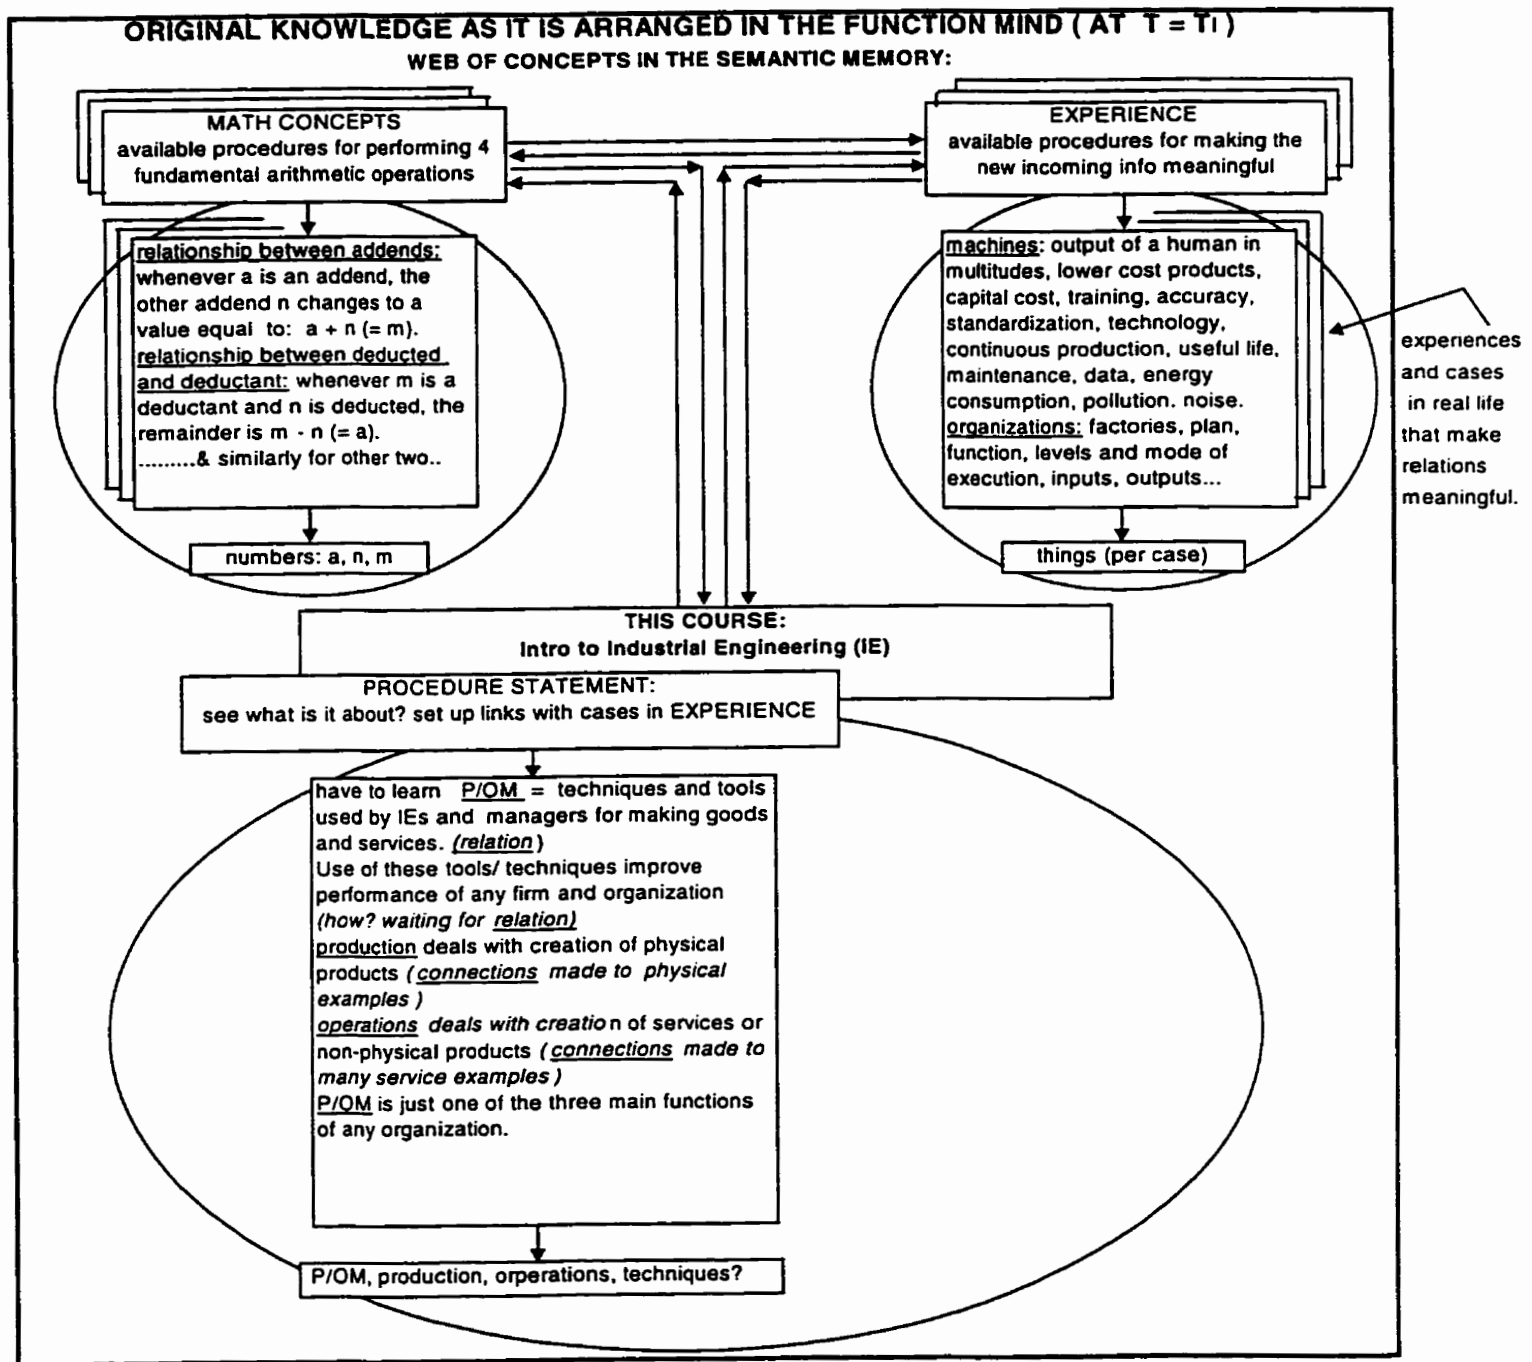 ORIGINAL KNOWLEDGE AS IT IS ARRANGED IN THE FUNCTION MIND ( AT T = TI )
WEB OF CONCEPTS IN THE SEMANTIC MEMORY:
MATH CONCEPTS
available procedures for performing 4
fundamental arithmetic operations
EXPERIENCE
available procedures for making the
new incoming info meaningful
relationship between addends:
whenever a is an addend, the
other addend n changes to a
value equal to: a + n (= m).
relationship between deducted
and deductant: whenever m is a
deductant and n is deducted, the
remainder is m - n (= a).
.........& similarly for other two..
numbers: a, n, m
machines: output of a human in
multitudes, lower cost products,
capital cost, training, accuracy,
standardization, technology,
continuous production, useful life,
maintenance, data, energy
consumption, pollution. noise.
organizations: factories, plan,
function, levels and mode of
execution, inputs, outputs...
things (per case)
experiences
and cases
in real life
that make
relations
meaningful.
THIS COURSE:
Intro to Industrial Engineering (IE)
PROCEDURE STATEMENT:
see what is it about? set up links with cases in EXPERIENCE
have to learn P/OM = techniques and tools
used by IEs and managers for making goods
and services. (relation)
Use of these tools/ techniques improve
performance of any firm and organization
(how? waiting for relation)
production deals with creation of physical
products (connections made to physical
examples )
operations deals with creation of services or
non-physical products ( connections made to
many service examples )
P/OM is just one of the three main functions
of any organization.
P/OM, production, orperations, techniques?